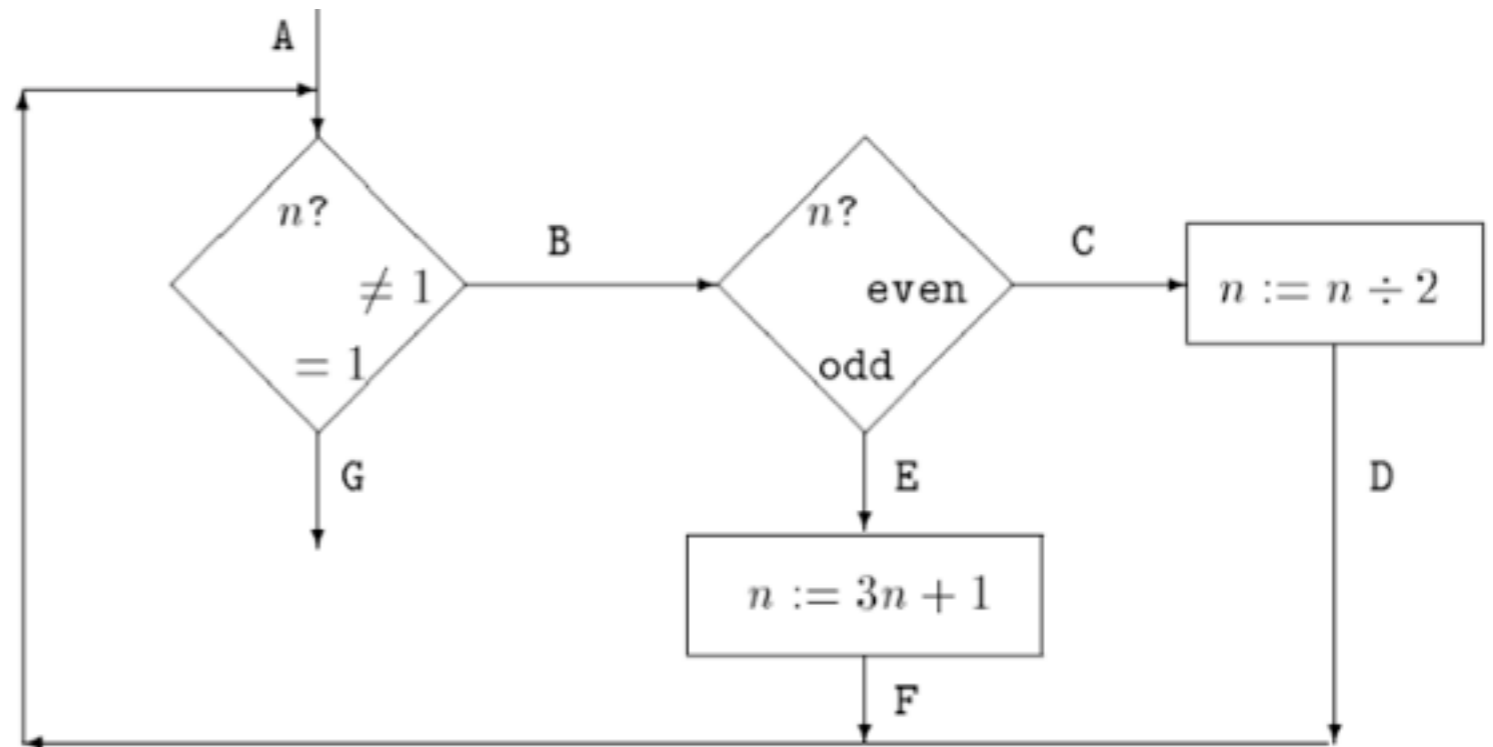 A
n?
≠ 1
= 1
B
n?
even
odd
C
n := n ÷ 2
G
E
D
n := 3n + 1
F